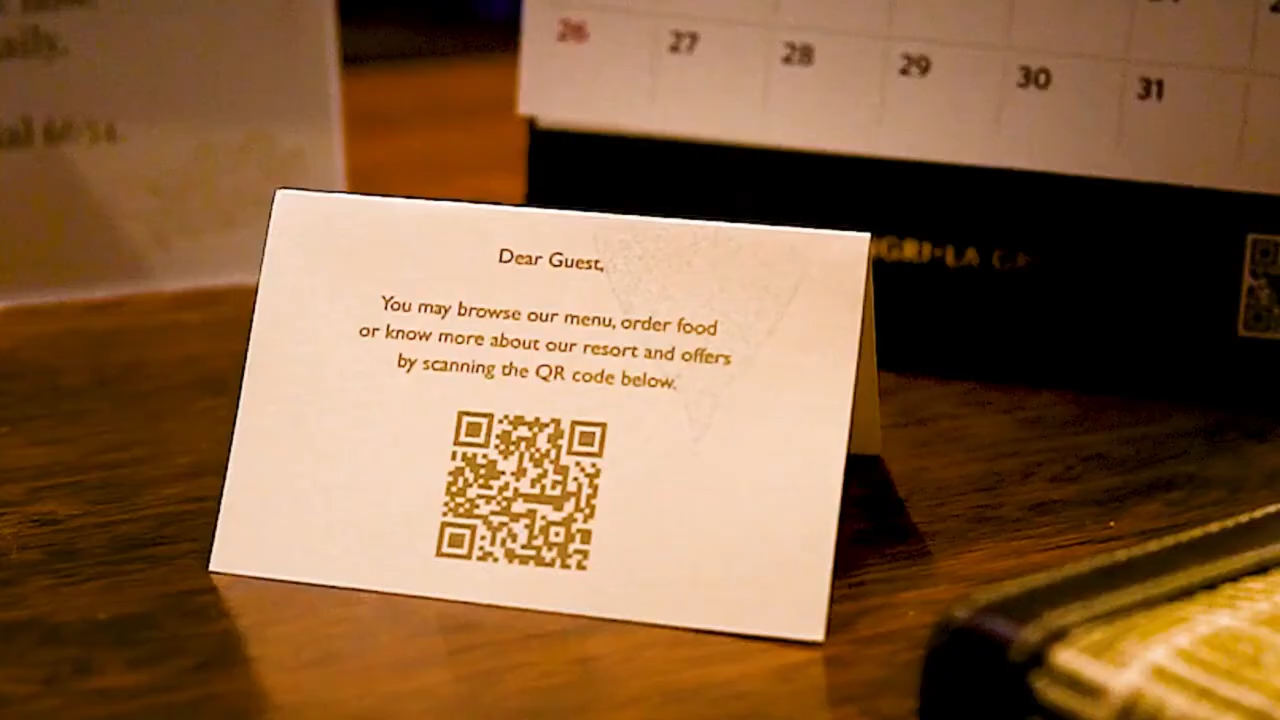 26 27 28 29 30 31
Dear Guest,
You may browse our menu, order food
or know more about our resort and offers
by scanning the QR code below.